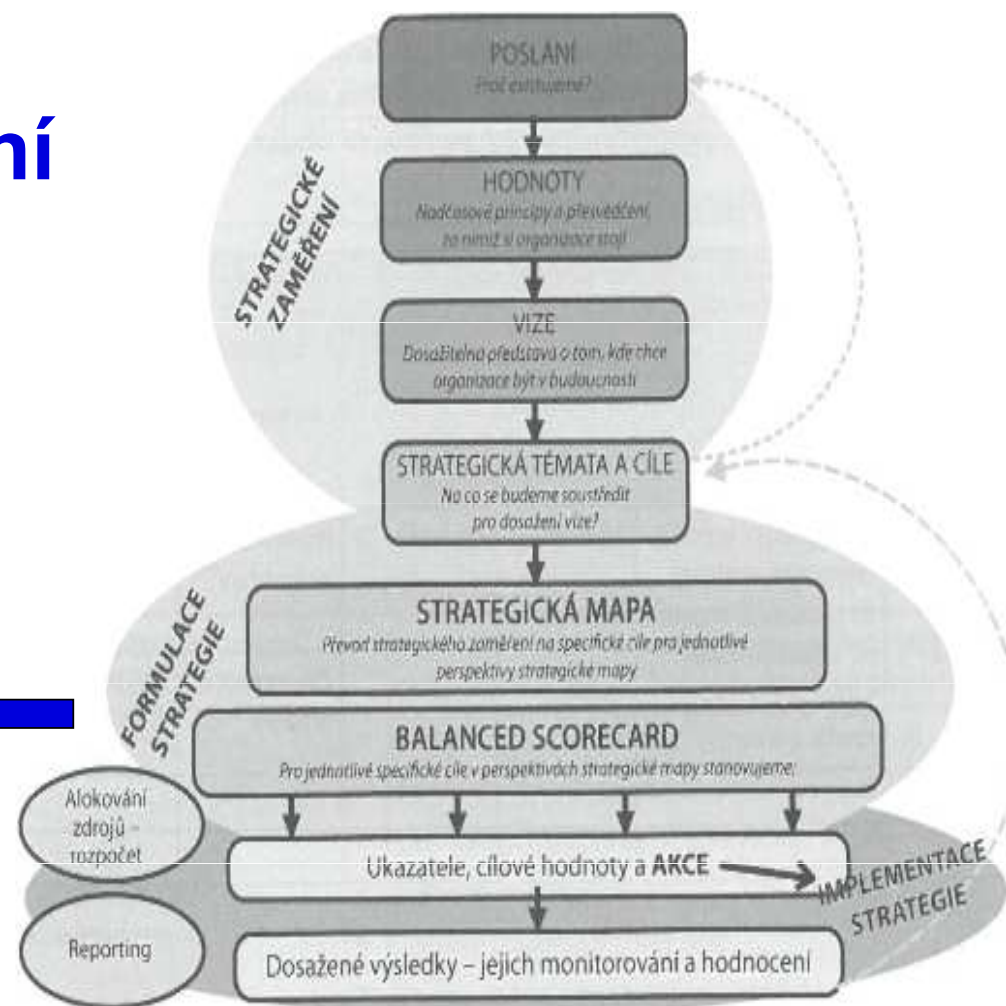 ní
POSLÁNÍ
Proč existujeme?
HODNOTY
Nadčasové principy a přesvědčení,
za nimiž si organizace stojí
VIZE
Dosažitelná představa o tom, kde chce
organizace být v budoucnosti
STRATEGICKÉ
ZAMĚŘENÍ
STRATEGICKÁ TÉMATA A CÍLE
Na co se budeme soustředit
pro dosažení vize?
STRATEGICKÁ MAPA
Převod strategického zaměření na specifické cíle pro jednotlivé
perspektivy strategické mapy
FORMULACE
STRATEGIE
BALANCED SCORECARD
Pro jednotlivé specifické cíle v perspektivách strategické mapy stanovujeme:
Alokování
zdrojů –
rozpočet
Ukazatele, cílové hodnoty a AKCE
IMPLEMENTACE
STRATEGIE
Reporting
Dosažené výsledky – jejich monitorování a hodnocení